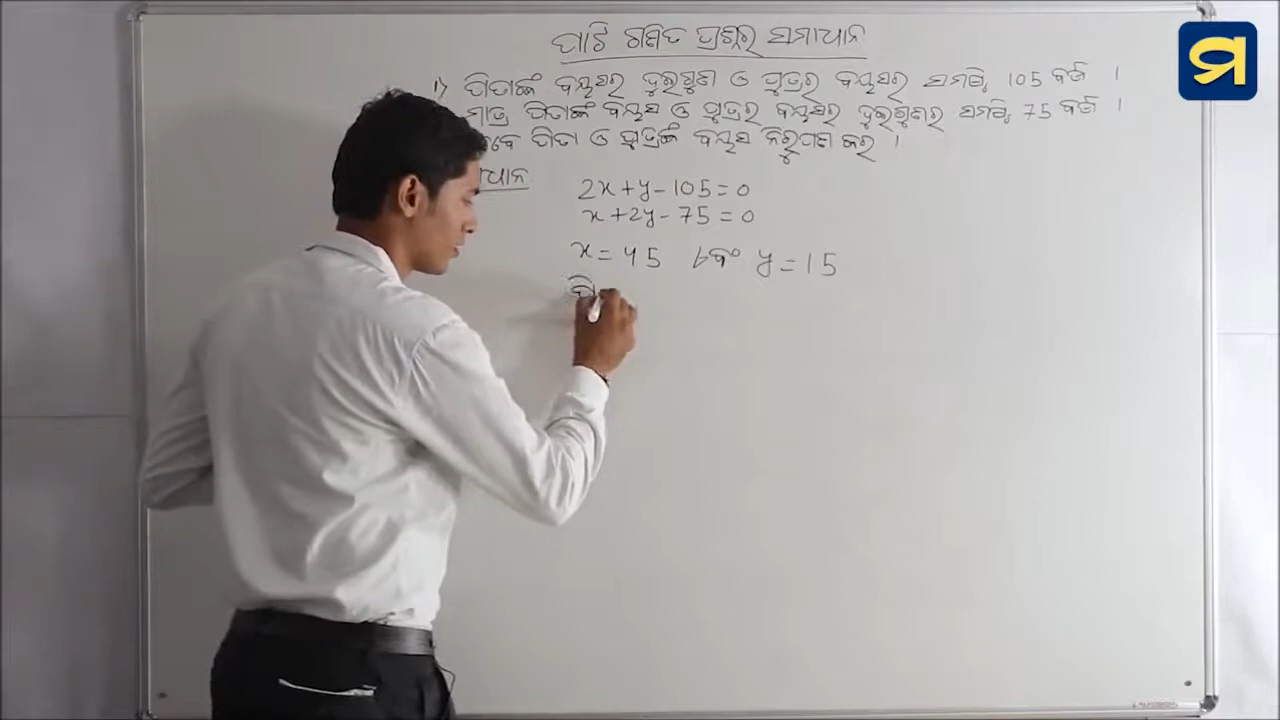 ପାଟି ଗଣିତ ପ୍ରଶ୍ନର ସମାଧାନ
ମ
1) ପିତାଙ୍କ ବୟସର ଦୁଇଗୁଣ ଓ ପୁତ୍ରର ବୟସର ସମଷ୍ଟି 105 ବର୍ଷ ।
ମାତ୍ର ପିତାଙ୍କ ବୟସ ଓ ପୁତ୍ରର ବୟସର ଦୁଇଗୁଣର ସମଷ୍ଟି 75 ବର୍ଷ ।
ବେ ପିତା ଓ ପୁତ୍ରଙ୍କ ବୟସ ନିରୁପଣ କର ।
ଧାନ
2x + y - 105 = 0
x + 2y - 75 = 0
x = 45 ଏବଂ y = 15
ପି